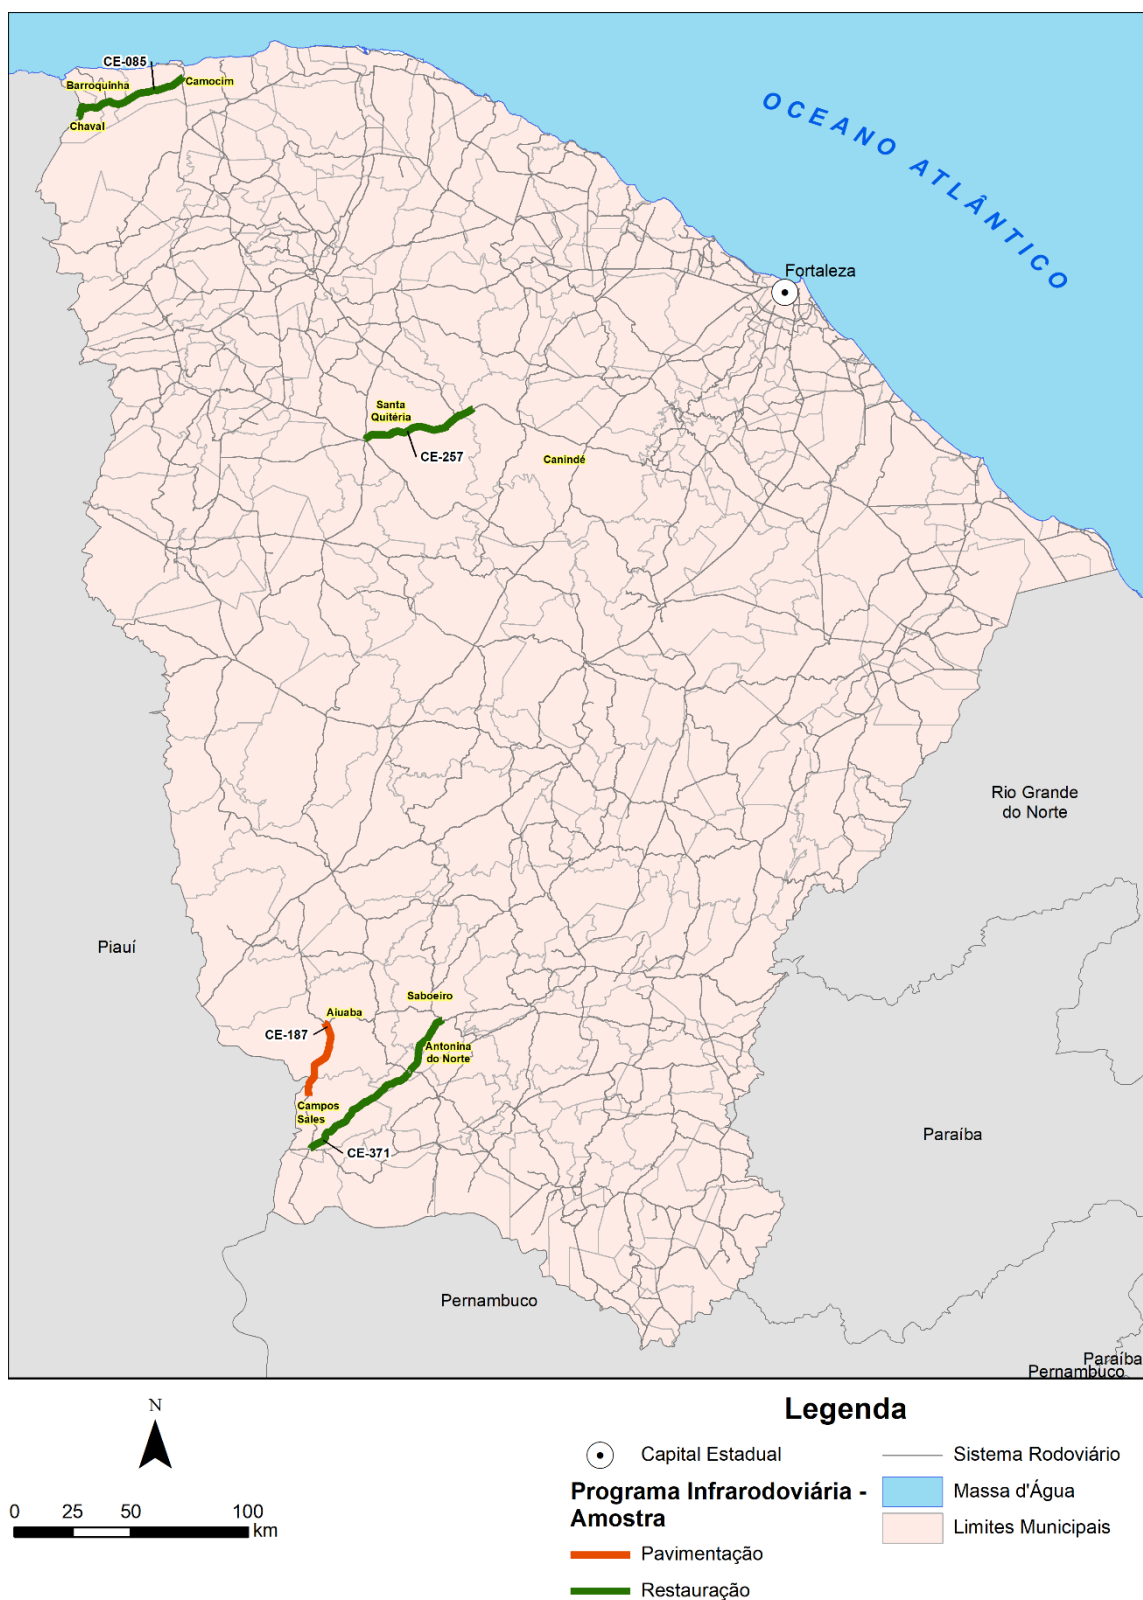 CE-085
Barroquinha
Camocim
Chaval
OCEANO ATLÂNTICO
Fortaleza
Santa
Quitéria
CE-257
Canindé
Rio Grande
do Norte
Piauí
Saboeiro
Aiuaba
CE-187
Antonina
do Norte
Campos
Sales
CE-371
Paraíba
Pernambuco
Paraíba
Pernambuco
N
0 25 50 100
km
Legenda
Capital Estadual
Programa Infrarodoviária -
Amostra
Pavimentação
Restauração
Sistema Rodoviário
Massa d'Água
Limites Municipais